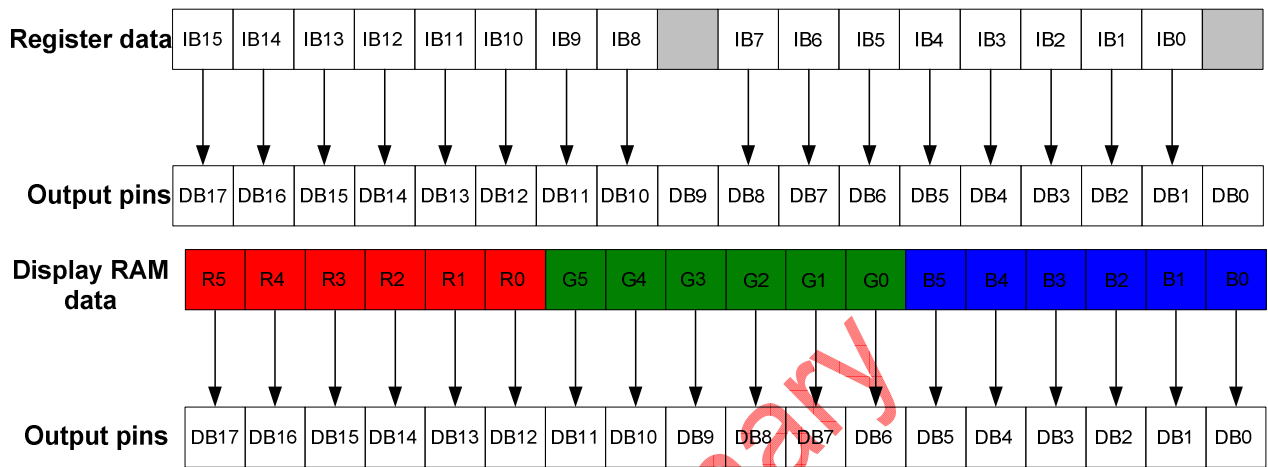 Register data IB15 IB14 IB13 IB12 IB11 IB10 IB9 IB8 IB7 IB6 IB5 IB4 IB3 IB2 IB1 IB0
Output pins DB17 DB16 DB15 DB14 DB13 DB12 DB11 DB10 DB9 DB8 DB7 DB6 DB5 DB4 DB3 DB2 DB1 DB0
Display RAM
data
R5 R4 R3 R2 R1 R0 G5 G4 G3 G2 G1 G0 B5 B4 B3 B2 B1 B0
Output pins DB17 DB16 DB15 DB14 DB13 DB12 DB11 DB10 DB9 DB8 DB7 DB6 DB5 DB4 DB3 DB2 DB1 DB0